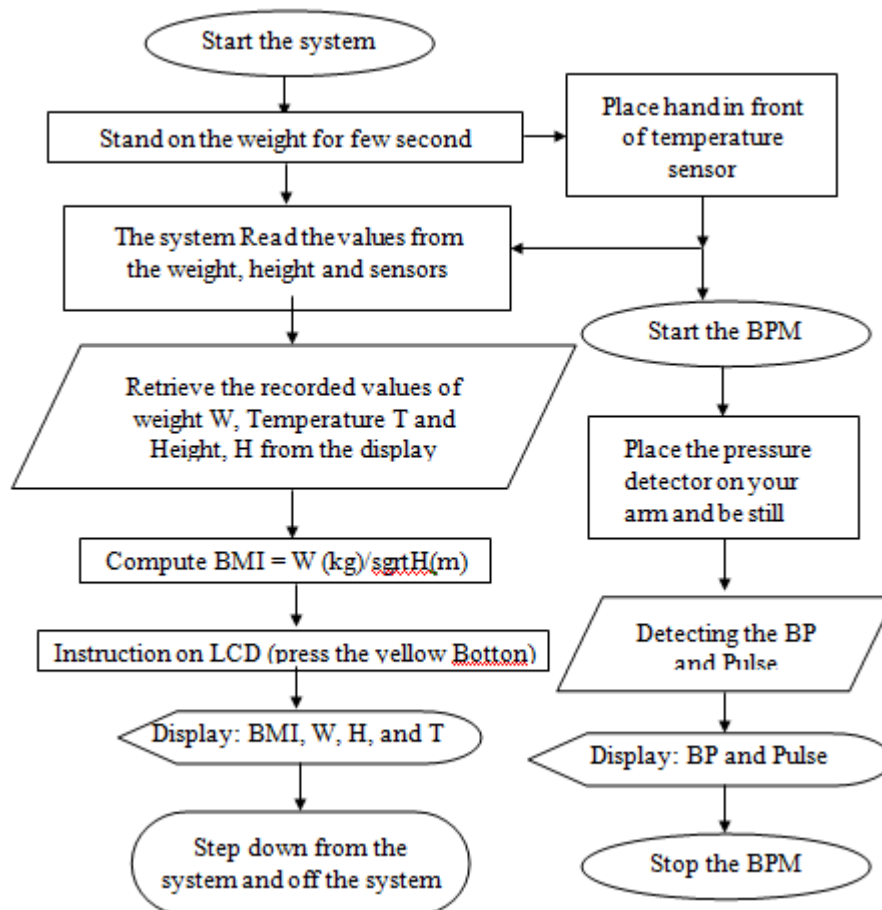 Start the system
Stand on the weight for few second
Place hand in front
of temperature
sensor
The system Read the values from
the weight, height and sensors
Start the BPM
Retrieve the recorded values of
weight W, Temperature T and
Height, H from the display
Place the pressure
detector on your
arm and be still
Compute BMI = W (kg)/sgrtH(m)
Instruction on LCD (press the yellow Botton)
Detecting the BP
and Pulse
Display: BMI, W, H, and T
Display: BP and Pulse
Step down from the
system and off the system
Stop the BPM